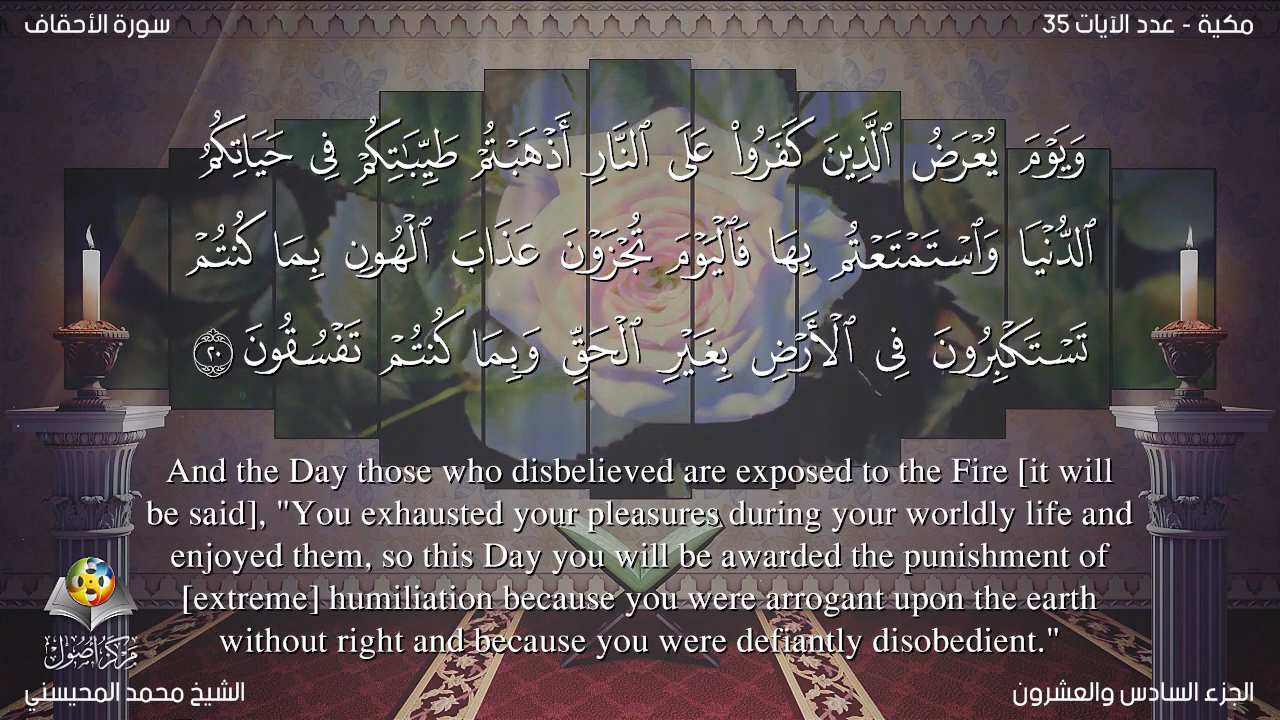 مكية - عدد الآيات 35
سورة الأحقاف
وَيَوْمَ يُعْرَضُ ٱلَّذِينَ كَفَرُوا۟ عَلَى ٱلنَّارِ أَذْهَبْتُمْ طَيِّبَـٰتِكُمْ فِى حَيَاتِكُمُ
ٱلدُّنْيَا وَٱسْتَمْتَعْتُم بِهَا فَٱلْيَوْمَ تُجْزَوْنَ عَذَابَ ٱلْهُونِ بِمَا كُنتُمْ
تَسْتَكْبِرُونَ فِى ٱلْأَرْضِ بِغَيْرِ ٱلْحَقِّ وَبِمَا كُنتُمْ تَفْسُقُونَ ٢٠
And the Day those who disbelieved are exposed to the Fire [it will
be said], "You exhausted your pleasures during your worldly life and
enjoyed them, so this Day you will be awarded the punishment of
[extreme] humiliation because you were arrogant upon the earth
without right and because you were defiantly disobedient."
مركز أصول
الجزء السادس والعشرون
الشيخ محمد المحيسني